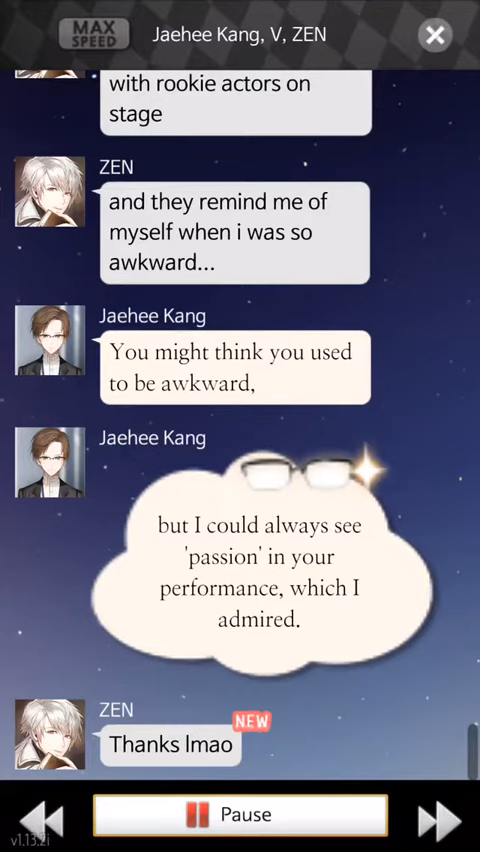 MAX
SPEED
Jaehee Kang, V, ZEN
with rookie actors on
stage
ZEN
and they remind me of
myself when i was so
awkward...
Jaehee Kang
You might think you used
to be awkward,
Jaehee Kang
but I could always see
'passion' in your
performance, which I
admired.
ZEN
NEW
Thanks lmao
Pause
v1.13.2i